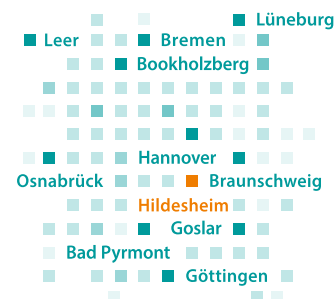 Lüneburg
Leer Bremen
Bookholzberg
Hannover
Osnabrück Braunschweig
Hildesheim
Goslar
Bad Pyrmont
Göttingen